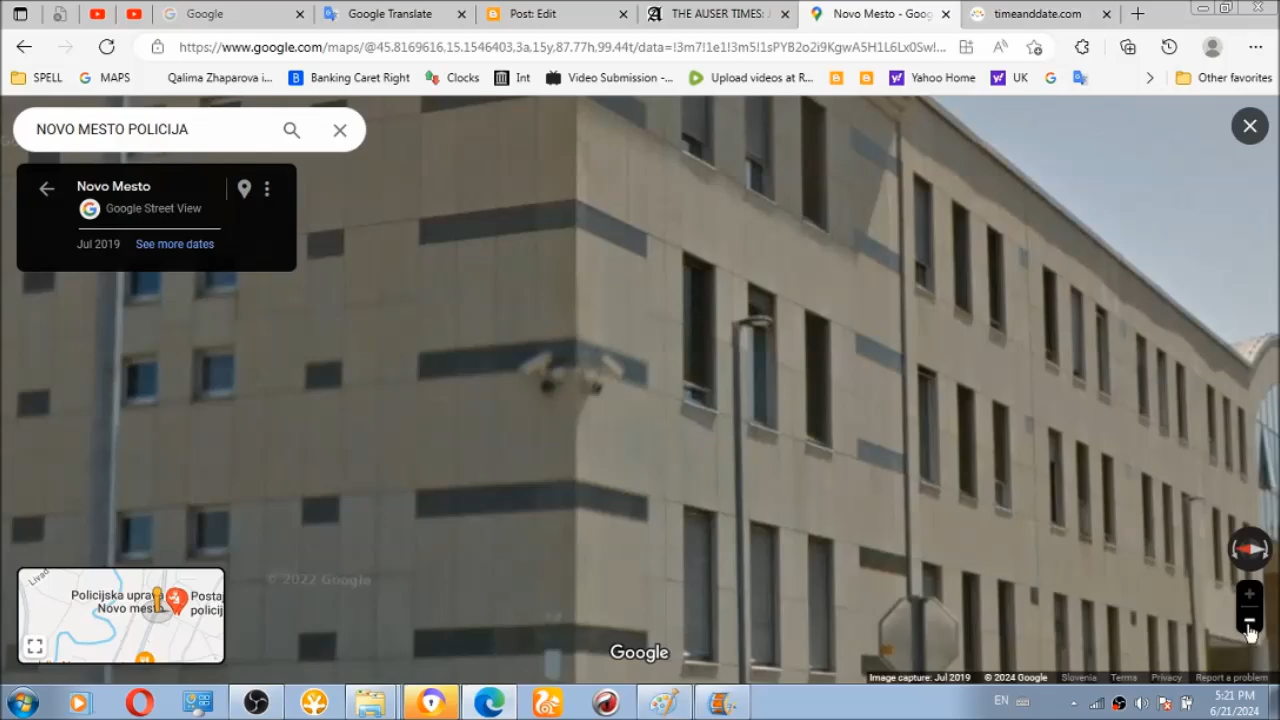 Google
Google Translate
Post: Edit
THE AUSER TIMES:
Novo Mesto - Goog
timeanddate.com
https://www.google.com/maps/@45.8169616,15.1546403,3a,15y,87.77h,99.44t/data=!3m7!1e1!3m5!1sPYB2o2i9KgwA5H1L6Lx0Sw!...
SPELL
MAPS
Qalima Zhaparova i...
Banking Caret Right
Clocks
Int
Video Submission -...
Upload videos at R...
Yahoo Home
UK
Other favorites
NOVO MESTO POLICIJA
Novo Mesto
Google Street View
Jul 2019 See more dates
© 2022 Google
Policijska uprav
Novo mesto
Posta
policij
Livad
Google
Image capture: Jul 2019 © 2024 Google Slovenia Terms Privacy Report a problem
EN
5:21 PM
6/21/2024